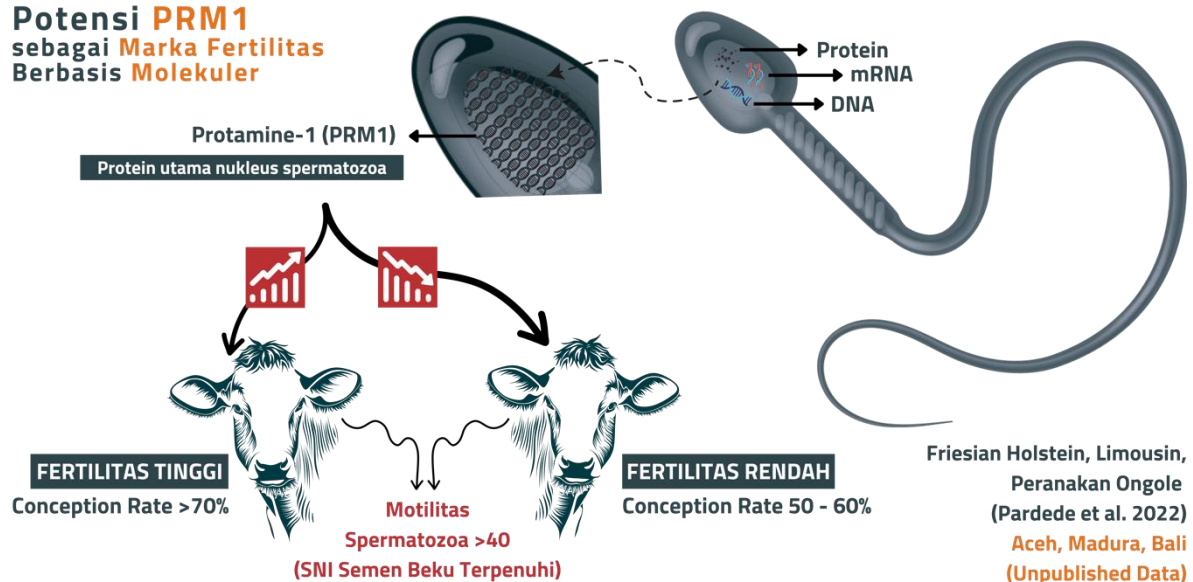 Potensi PRM1
sebagai Marka Fertilitas
Berbasis Molekuler
Protein
mRNA
DNA
Protamine-1 (PRM1)
Protein utama nukleus spermatozoa
FERTILITAS TINGGI
Conception Rate >70%
Motilitas
Spermatozoa >40
(SNI Semen Beku Terpenuhi)
FERTILITAS RENDAH
Conception Rate 50 - 60%
Friesian Holstein, Limousin,
Peranakan Ongole
(Pardede et al. 2022)
Aceh, Madura, Bali
(Unpublished Data)